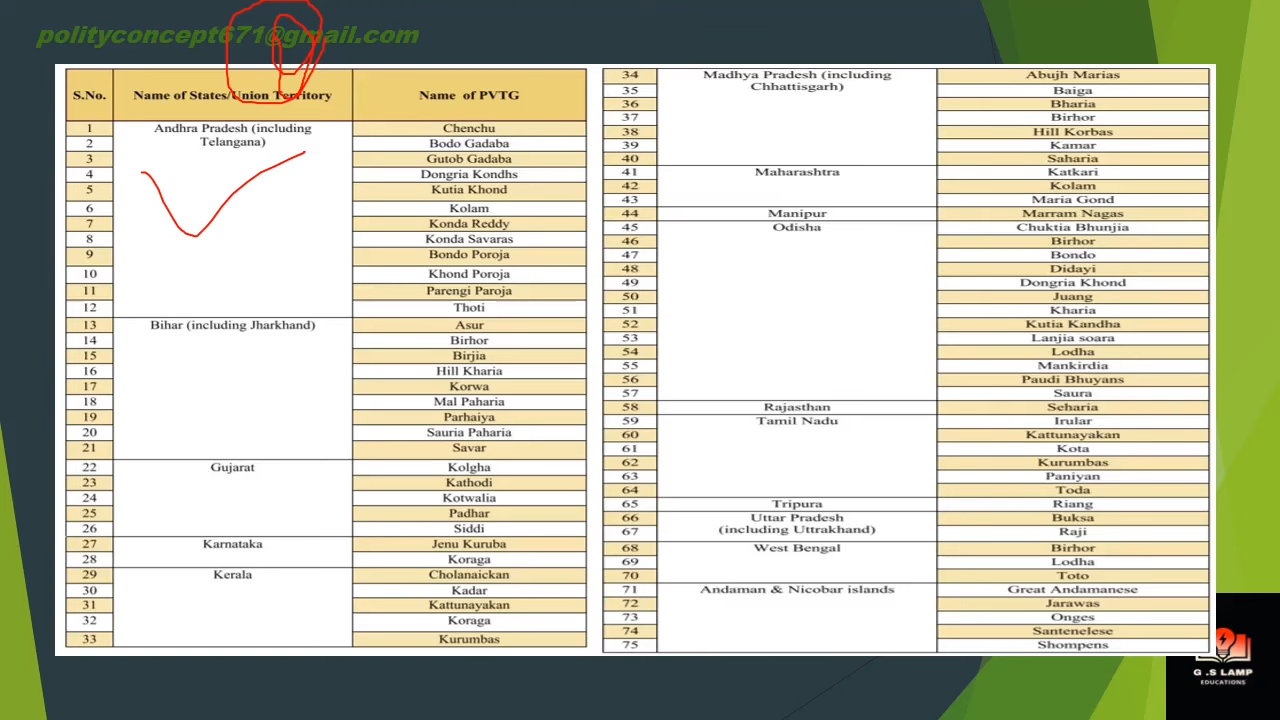 polityconcept671@gmail.com
S.No. Name of States/Union Territory Name of PVTG
1 Andhra Pradesh (including Telangana) Chenchu
2 Bodo Gadaba
3 Gutob Gadaba
4 Dongria Kondhs
5 Kutia Khond
6 Kolam
7 Konda Reddy
8 Konda Savaras
9 Bondo Poroja
10 Khond Poroja
11 Parengi Paroja
12 Thoti
13 Bihar (including Jharkhand) Asur
14 Birhor
15 Birjia
16 Hill Kharia
17 Korwa
18 Mal Paharia
19 Parhaiya
20 Sauria Paharia
21 Savar
22 Gujarat Kolgha
23 Kathodi
24 Kotwalia
25 Padhar
26 Siddi
27 Karnataka Jenu Kuruba
28 Koraga
29 Kerala Cholanaickan
30 Kadar
31 Kattunayakan
32 Koraga
33 Kurumbas
34 Madhya Pradesh (including Chhattisgarh) Abujh Marias
35 Baiga
36 Bharia
37 Birhor
38 Hill Korbas
39 Kamar
40 Saharia
41 Maharashtra Katkari
42 Kolam
43 Maria Gond
44 Manipur Marram Nagas
45 Odisha Chuktia Bhunjia
46 Birhor
47 Bondo
48 Didayi
49 Dongria Khond
50 Juang
51 Kharia
52 Kutia Kandha
53 Lanjia soara
54 Lodha
55 Mankirdia
56 Paudi Bhuyans
57 Saura
58 Rajasthan Seharia
59 Tamil Nadu Irular
60 Kattunayakan
61 Kota
62 Kurumbas
63 Paniyan
64 Toda
65 Tripura Riang
66 Uttar Pradesh (including Uttrakhand) Buksa
67 Raji
68 West Bengal Birhor
69 Lodha
70 Toto
71 Andaman & Nicobar islands Great Andamanese
72 Jarawas
73 Onges
74 Santenelese
75 Shompens
G .S LAMP
EDUCATIONS